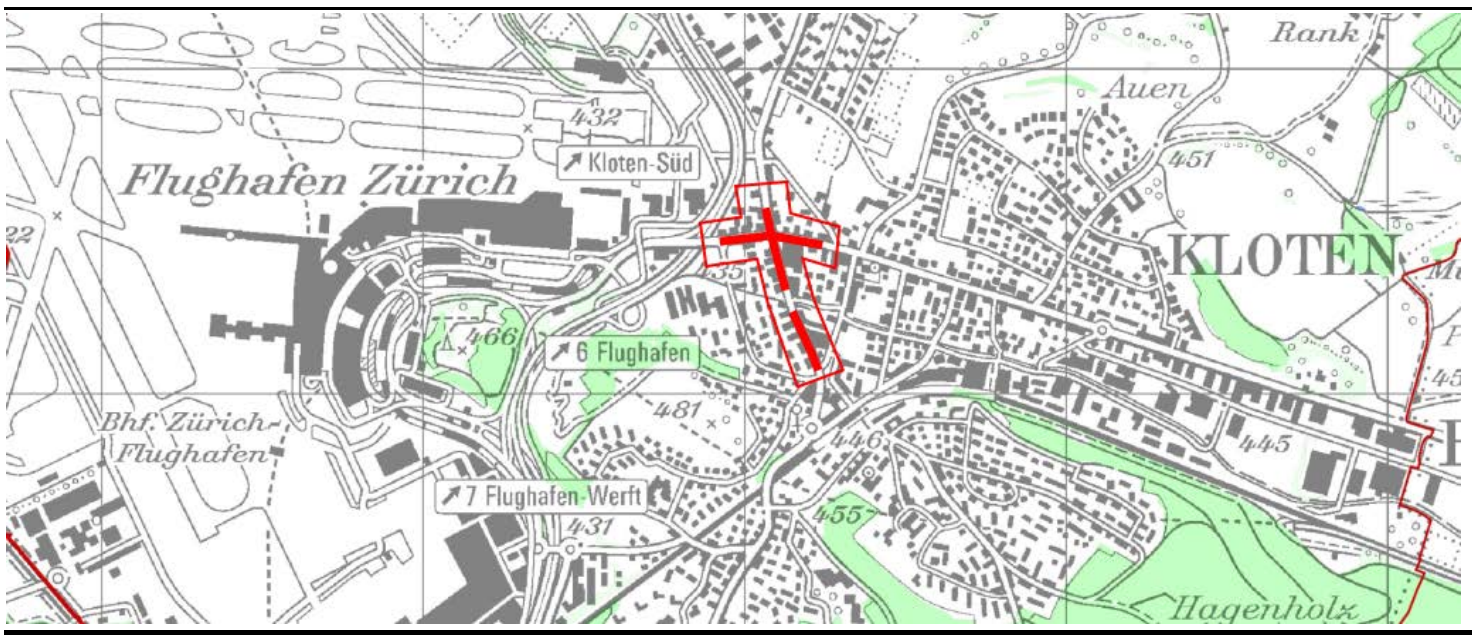 Rank
Auen
432
Kloten-Süd
451
Flughafen Zürich
22
KLOTEN
466
6 Flughafen
481
Bhf. Zürich-
Flughafen
446
445
7 Flughafen-Werft
455
431
Hagenholz